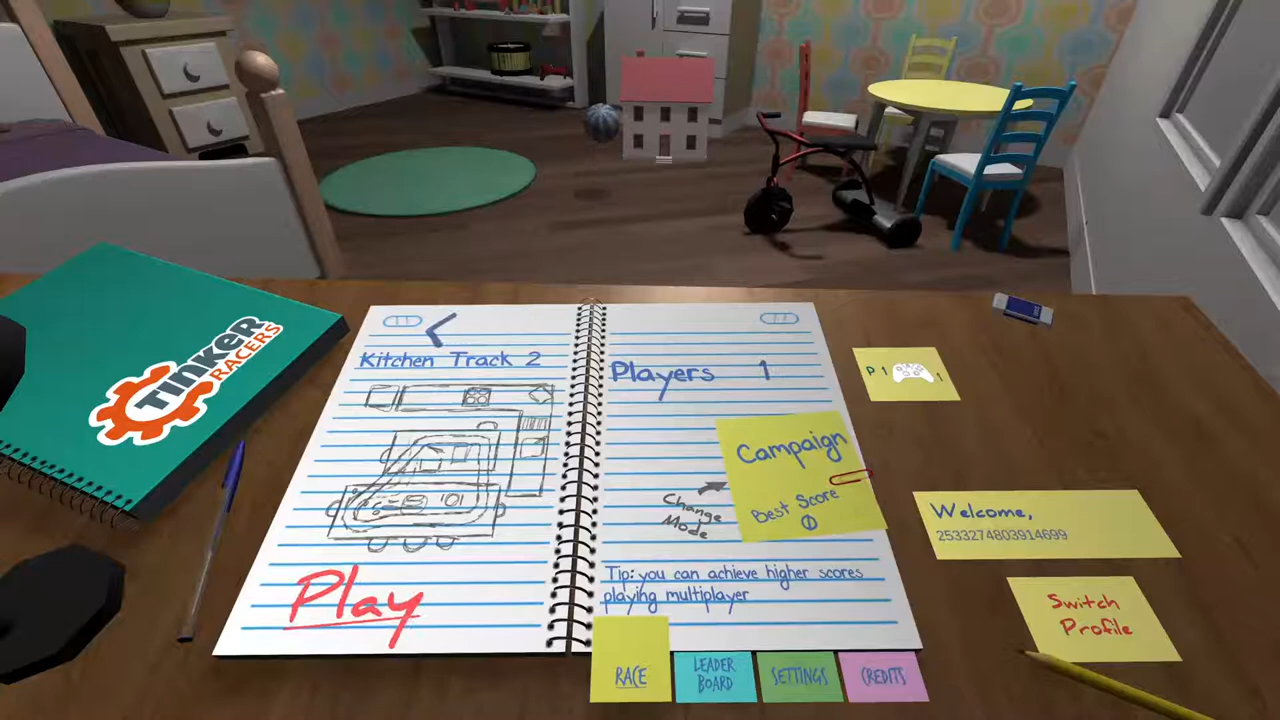 TINKER
RACERS
Kitchen Track 2
Play
Players 1
Campaign
Best Score
0
Change
Mode
Tip: you can achieve higher scores
playing multiplayer
RACE
LEADER
BOARD
SETTINGS
CREDITS
P1 1
Welcome,
2533274803914699
Switch
Profile